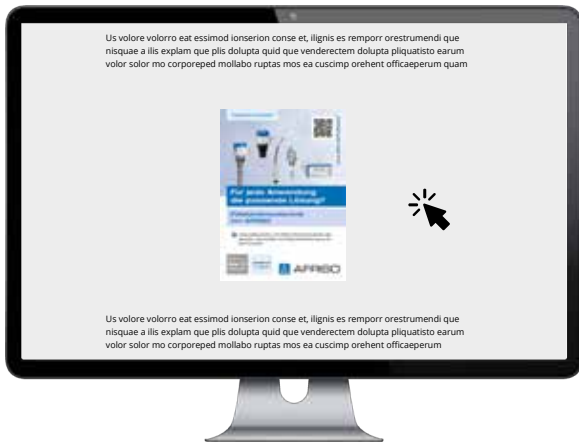 Us volore volorro eat essimod ionserion conse et, ilignis es remporr orestrumendi que
nisquae a ilis explam que plis dolupta quid que venderectem dolupta pliquatisto earum
volor solor mo corporeped mollabo ruptas mos ea cuscimp orehent officaeperum quam
Für jede Anwendung
die passende Lösung!
AFRISO
Us volore volorro eat essimod ionserion conse et, ilignis es remporr orestrumendi que
nisquae a ilis explam que plis dolupta quid que venderectem dolupta pliquatisto earum
volor solor mo corporeped mollabo ruptas mos ea cuscimp orehent officaeperum